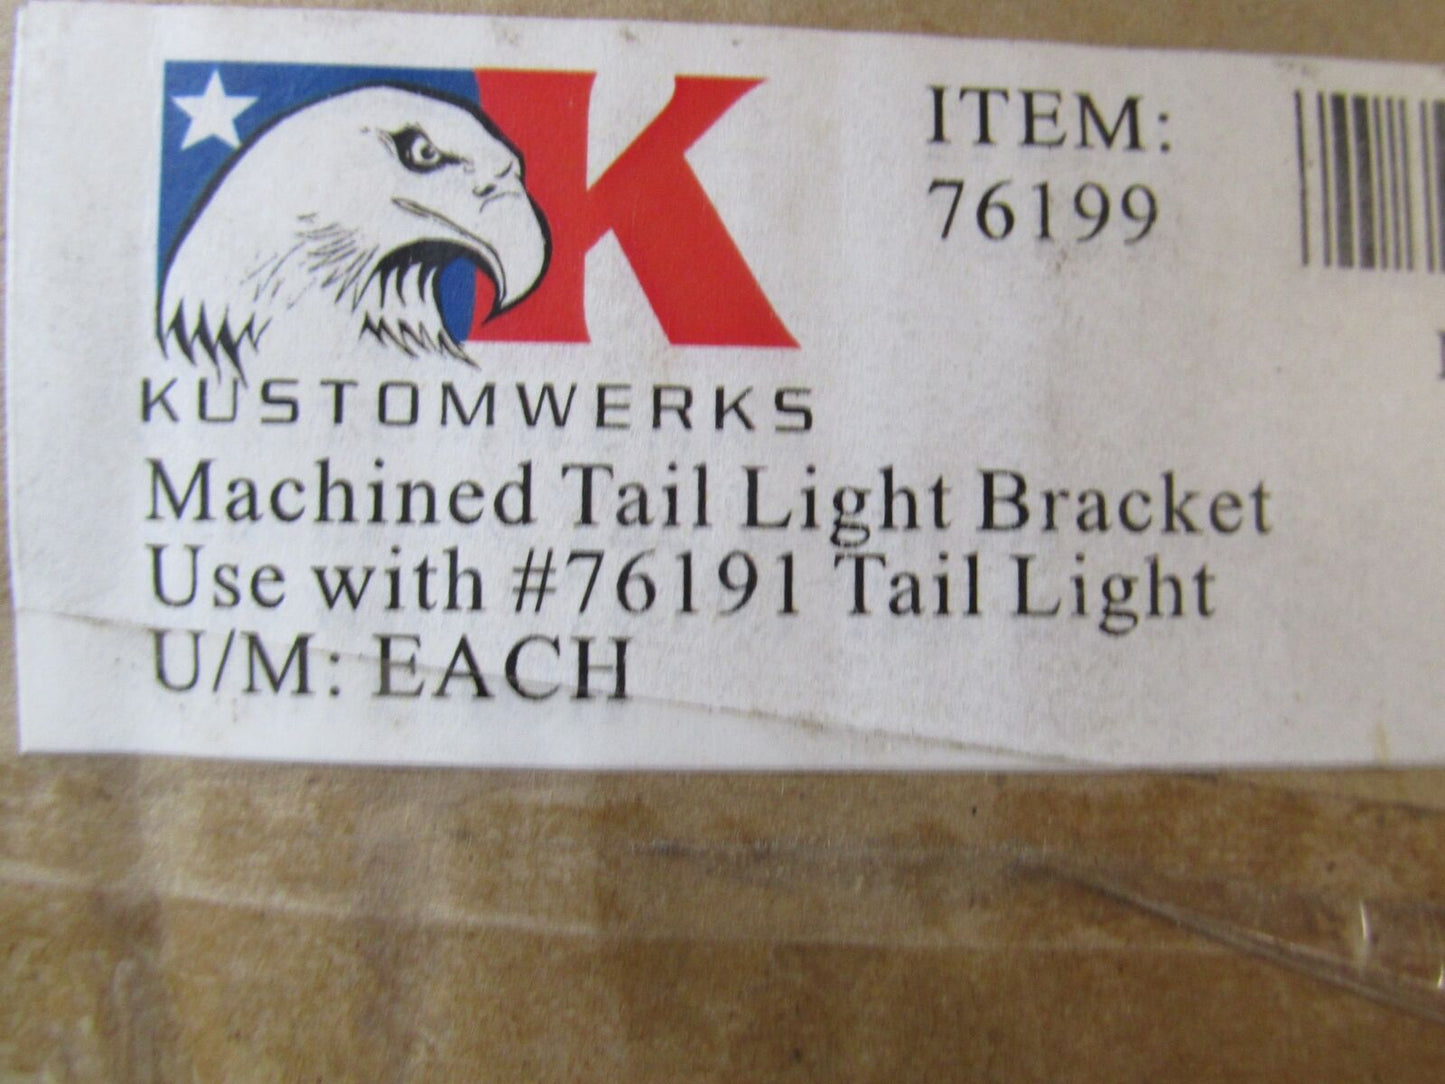 K
ITEM:
76199
KUSTOMWERKS
Machined Tail Light Bracket
Use with #76191 Tail Light
U/M: EACH